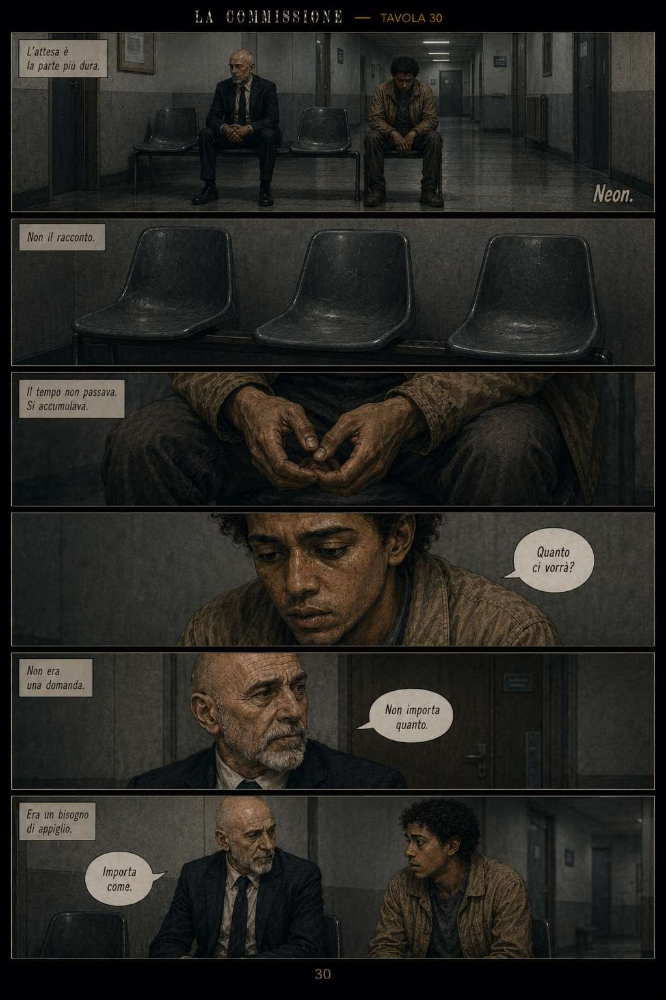 LA COMMISSIONE — TAVOLA 30
L'attesa è
la parte più dura.
Neon.
Non il racconto.
Il tempo non passava.
Si accumulava.
Quanto
ci vorrà?
Non era
una domanda.
Non importa
quanto.
Era un bisogno
di appiglio.
Importa
come.
30